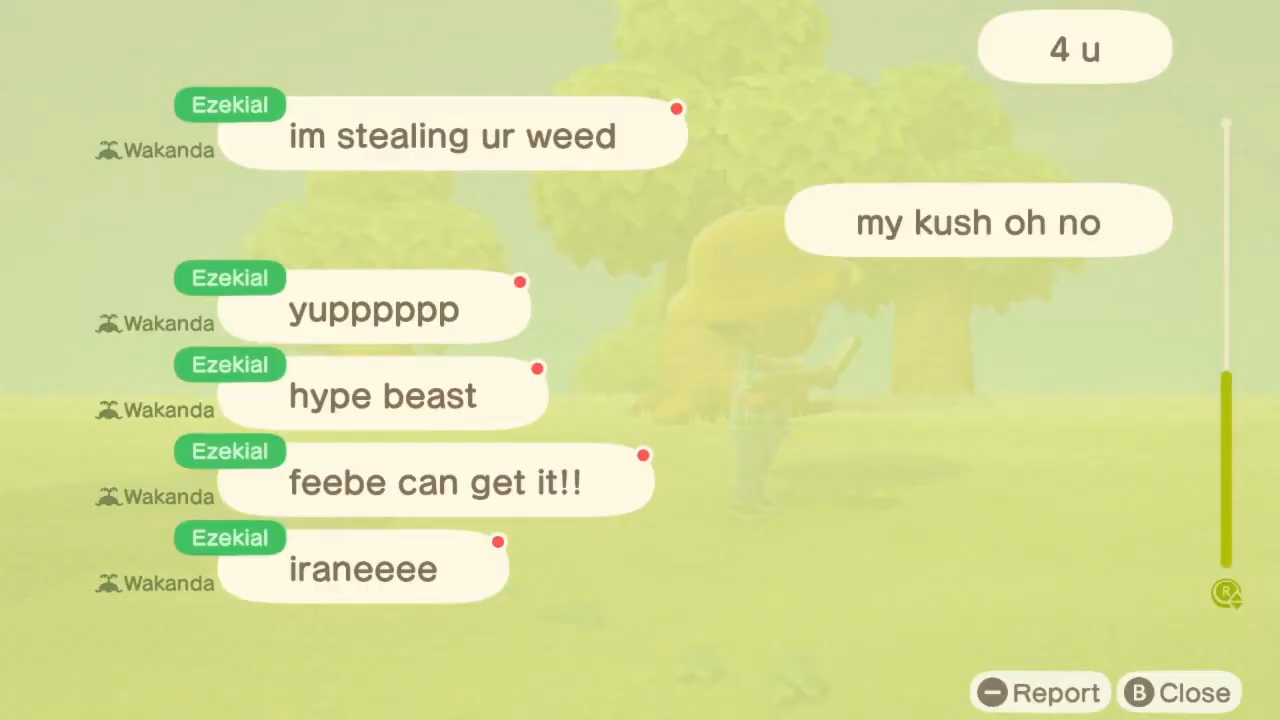 4 u
Ezekial
im stealing ur weed
Wakanda
my kush oh no
Ezekial
yupppppp
Wakanda
Ezekial
hype beast
Wakanda
Ezekial
feebe can get it!!
Wakanda
Ezekial
iraneeee
Wakanda
R
Report
B Close